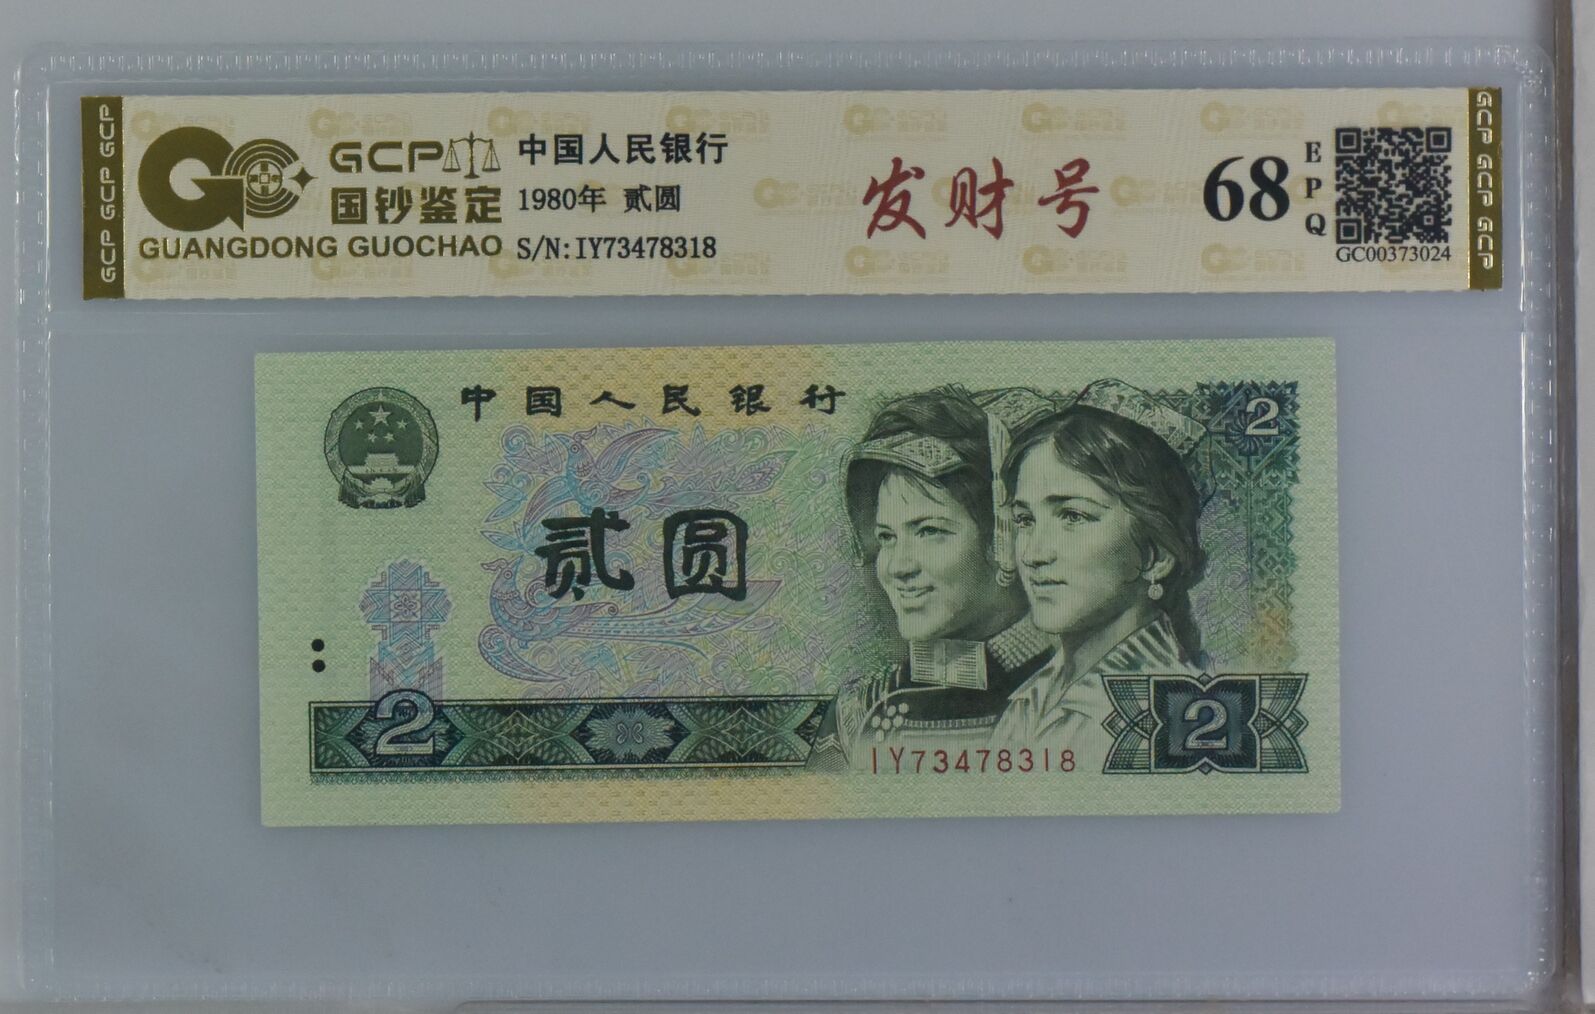 GCP GCP GCP
GCP
国钞鉴定
GUANGDONG GUOCHAO
中国人民银行
1980年 贰圆
S/N:IY73478318
发财号
68
EPQ
GC00373024
GCP GCP GCP
中国人民银行
2
贰圆
2
IY73478318
2